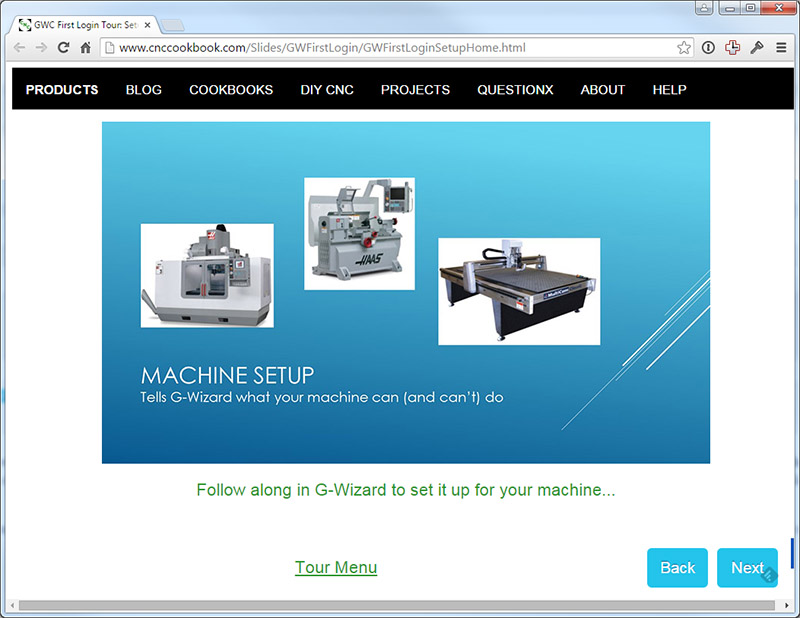 GWC First Login Tour: Set
www.cnccookbook.com/Slides/GWFirstLogin/GWFirstLoginSetupHome.html
PRODUCTS BLOG COOKBOOKS DIY CNC PROJECTS QUESTIONX ABOUT HELP
HAAS
MACHINE SETUP
Tells G-Wizard what your machine can (and can't) do
Follow along in G-Wizard to set it up for your machine...
Tour Menu Back Next